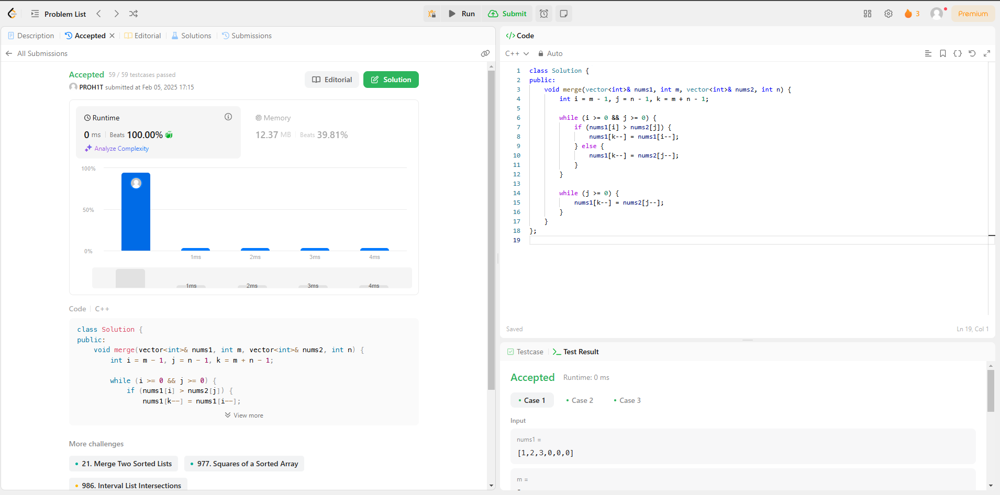 Problem List
Run
Submit
3
Premium
Description
Accepted
Editorial
Solutions
Submissions
All Submissions
Accepted 59 / 59 testcases passed
PROH1T submitted at Feb 05, 2025 17:15
Editorial
Solution
Runtime
0 ms Beats 100.00%
Analyze Complexity
Memory
12.37 MB Beats 39.81%
100%
50%
0%
1ms 2ms 3ms 4ms
1ms 2ms 3ms 4ms
Code C++
class Solution {
public:
    void merge(vector<int>& nums1, int m, vector<int>& nums2, int n) {
        int i = m - 1, j = n - 1, k = m + n - 1;
        while (i >= 0 && j >= 0) {
            if (nums1[i] > nums2[j]) {
                nums1[k--] = nums1[i--];
View more
More challenges
21. Merge Two Sorted Lists
977. Squares of a Sorted Array
986. Interval List Intersections
</> Code
C++
Auto
1 class Solution {
2 public:
3     void merge(vector<int>& nums1, int m, vector<int>& nums2, int n) {
4         int i = m - 1, j = n - 1, k = m + n - 1;
5
6         while (i >= 0 && j >= 0) {
7             if (nums1[i] > nums2[j]) {
8                 nums1[k--] = nums1[i--];
9             } else {
10                 nums1[k--] = nums2[j--];
11             }
12         }
13
14         while (j >= 0) {
15             nums1[k--] = nums2[j--];
16         }
17     }
18 };
19
Saved
Ln 19, Col 1
Testcase
Test Result
Accepted Runtime: 0 ms
Case 1
Case 2
Case 3
Input
nums1 =
[1,2,3,0,0,0]
m =